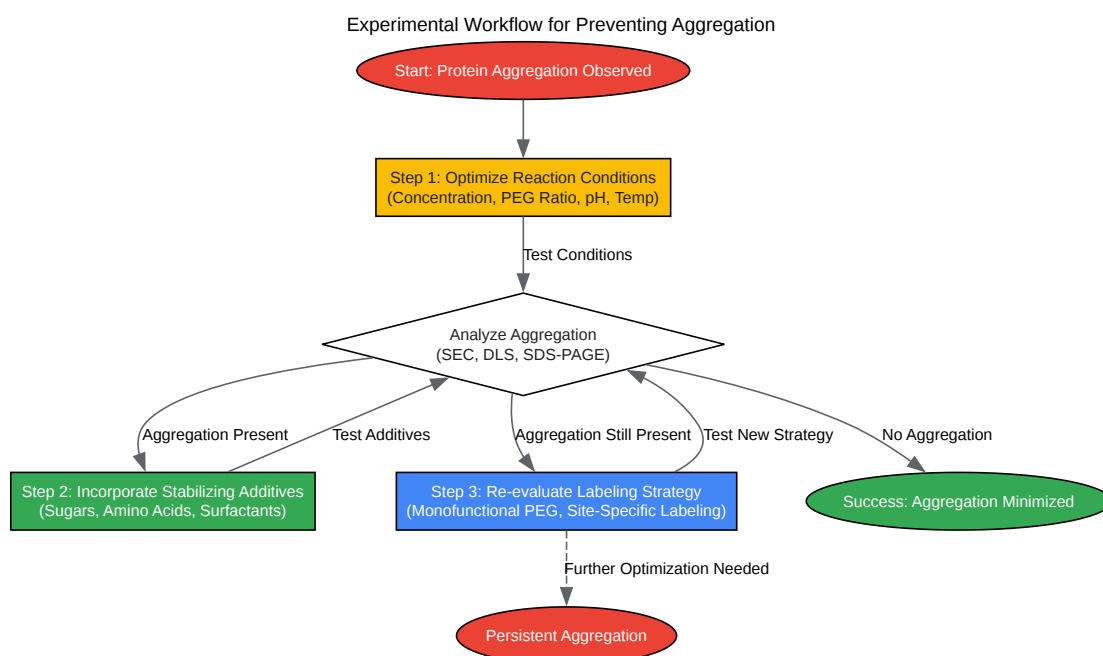 Experimental Workflow for Preventing Aggregation
Start: Protein Aggregation Observed
Step 1: Optimize Reaction Conditions
(Concentration, PEG Ratio, pH, Temp)
Test Conditions
Analyze Aggregation
(SEC, DLS, SDS-PAGE)
Aggregation Present
Test Additives
Aggregation Still Present
Test New Strategy
No Aggregation
Step 2: Incorporate Stabilizing Additives
(Sugars, Amino Acids, Surfactants)
Step 3: Re-evaluate Labeling Strategy
(Monofunctional PEG, Site-Specific Labeling)
Success: Aggregation Minimized
Further Optimization Needed
Persistent Aggregation